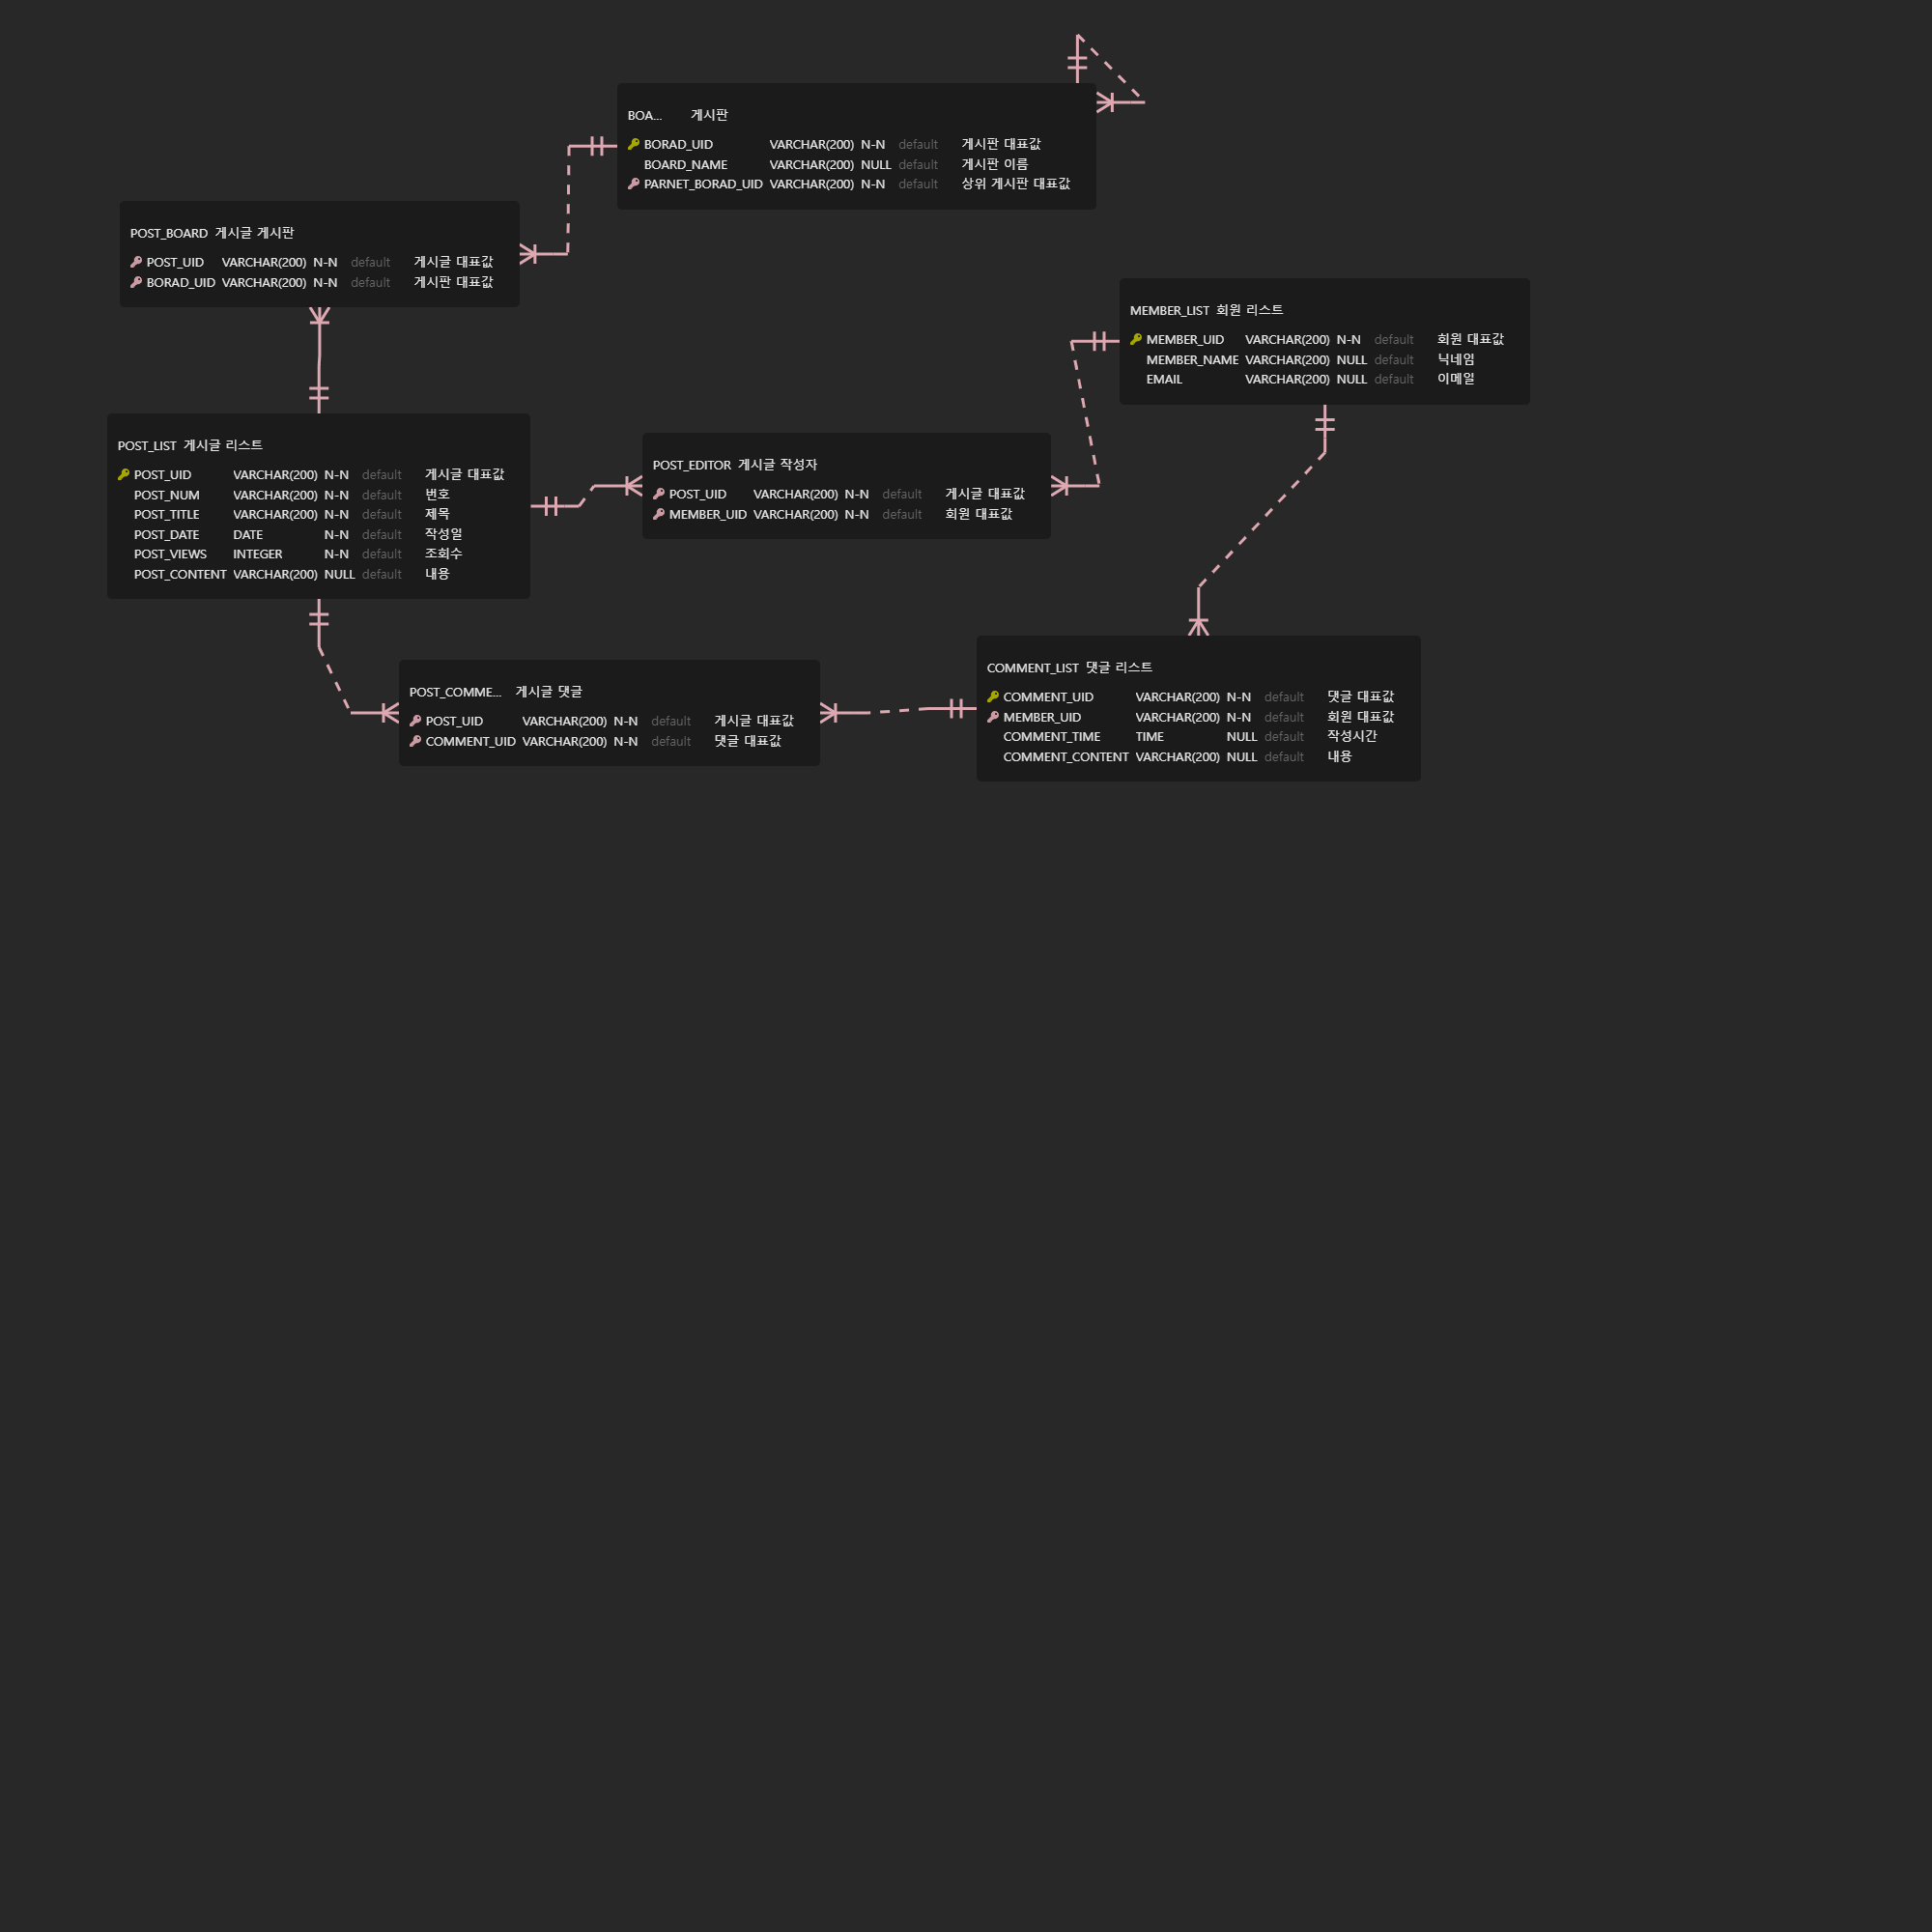 BOA... 게시판
BORAD_UID VARCHAR(200) N-N default 게시판 대표값
BOARD_NAME VARCHAR(200) NULL default 게시판 이름
PARNET_BORAD_UID VARCHAR(200) N-N default 상위 게시판 대표값
POST_BOARD 게시글 게시판
POST_UID VARCHAR(200) N-N default 게시글 대표값
BORAD_UID VARCHAR(200) N-N default 게시판 대표값
MEMBER_LIST 회원 리스트
MEMBER_UID VARCHAR(200) N-N default 회원 대표값
MEMBER_NAME VARCHAR(200) NULL default 닉네임
EMAIL VARCHAR(200) NULL default 이메일
POST_LIST 게시글 리스트
POST_UID VARCHAR(200) N-N default 게시글 대표값
POST_NUM VARCHAR(200) N-N default 번호
POST_TITLE VARCHAR(200) N-N default 제목
POST_DATE DATE N-N default 작성일
POST_VIEWS INTEGER N-N default 조회수
POST_CONTENT VARCHAR(200) NULL default 내용
POST_EDITOR 게시글 작성자
POST_UID VARCHAR(200) N-N default 게시글 대표값
MEMBER_UID VARCHAR(200) N-N default 회원 대표값
POST_COMME... 게시글 댓글
POST_UID VARCHAR(200) N-N default 게시글 대표값
COMMENT_UID VARCHAR(200) N-N default 댓글 대표값
COMMENT_LIST 댓글 리스트
COMMENT_UID VARCHAR(200) N-N default 댓글 대표값
MEMBER_UID VARCHAR(200) N-N default 회원 대표값
COMMENT_TIME TIME NULL default 작성시간
COMMENT_CONTENT VARCHAR(200) NULL default 내용